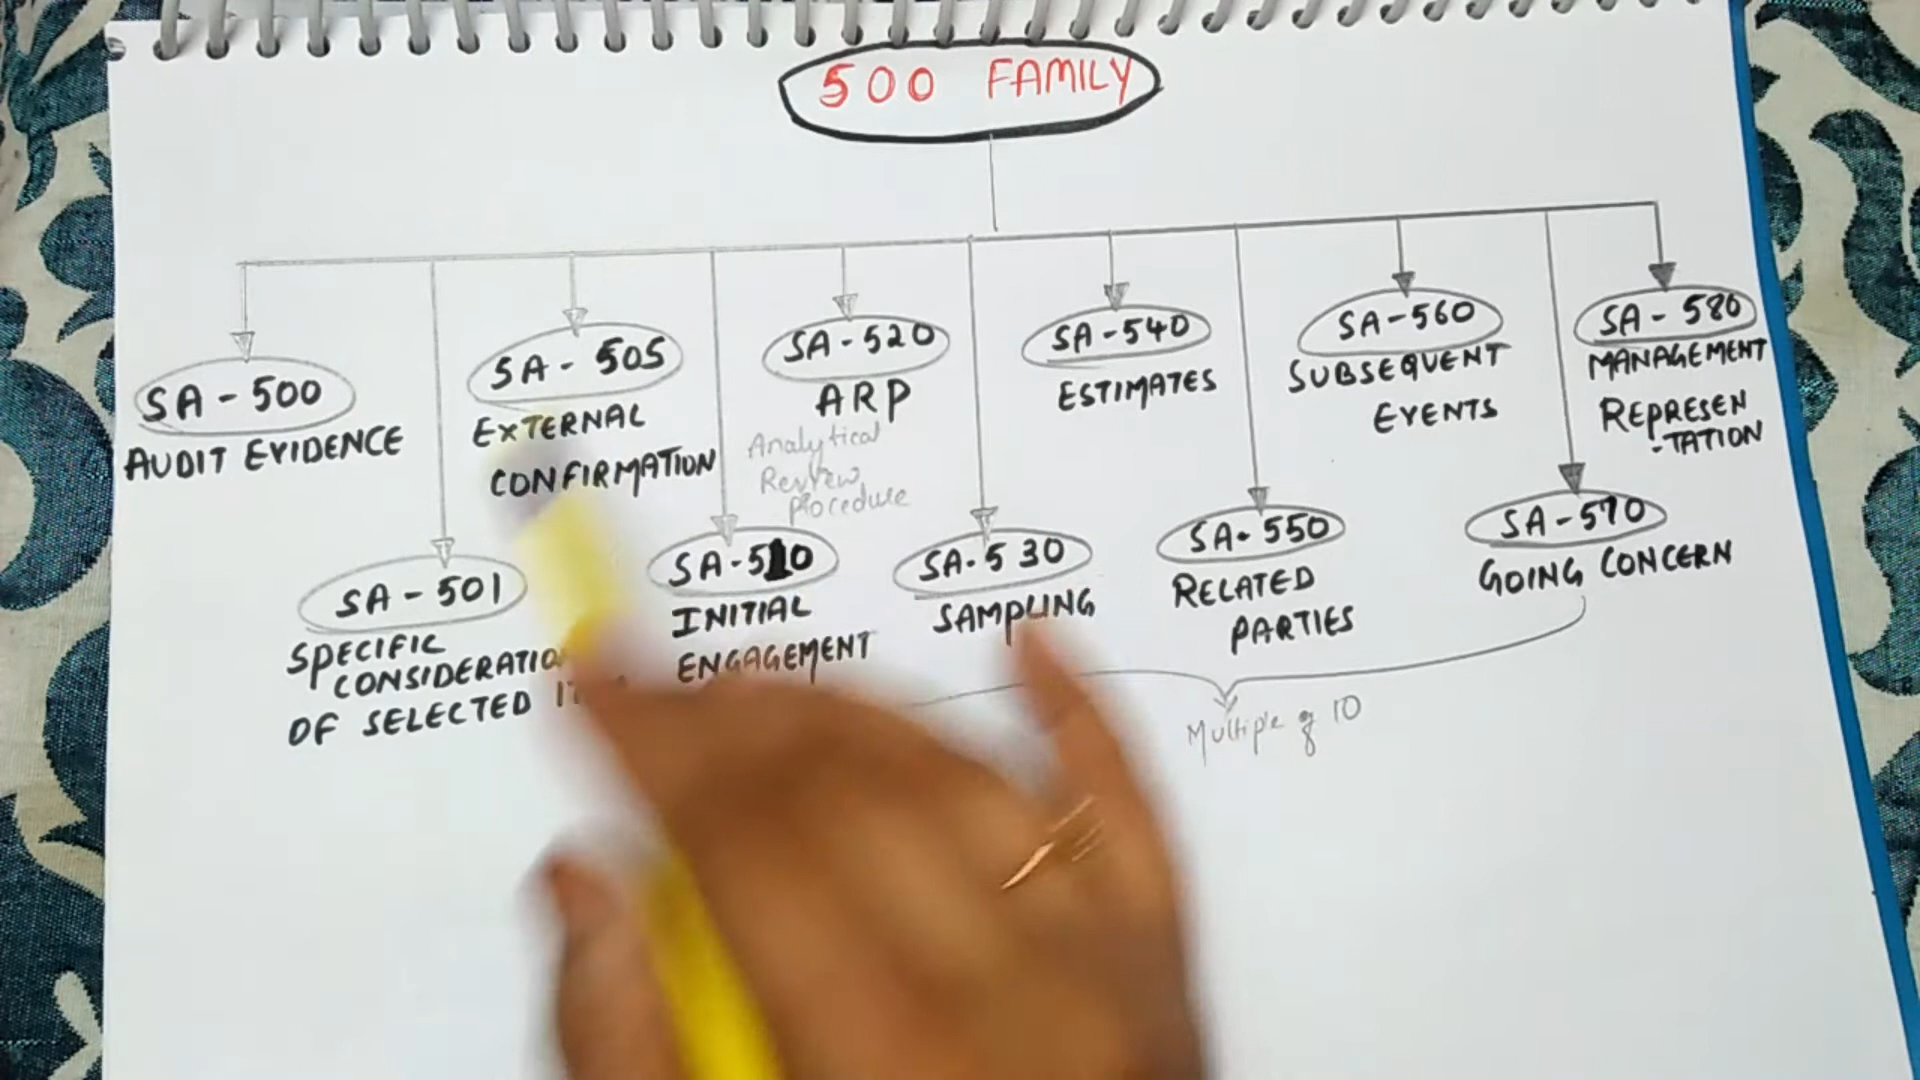 500 FAMILY
SA-500
AUDIT EVIDENCE
SA-501
SPECIFIC
CONSIDERATIO
OF SELECTED
SA-505
EXTERNAL
CONFIRMATION
SA-510
INITIAL
ENGAGEMENT
SA-520
ARP
Analytical
Review
Procedure
SA-530
SAMPLING
SA-540
ESTIMATES
SA-550
RELATED
PARTIES
SA-560
SUBSEQUENT
EVENTS
SA-570
GOING CONCERN
SA-580
MANAGEMENT
REPRESEN
-TATION
Multiple of 10